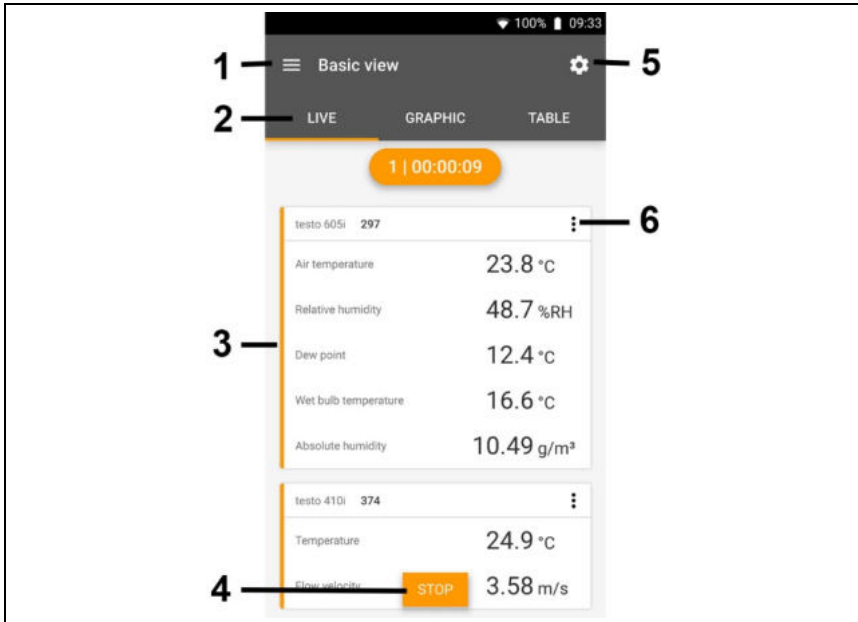 100% 09:33
1 Basic view 5
2 LIVE GRAPHIC TABLE
1 | 00:00:09
testo 605i 297 6
Air temperature 23.8 °C
Relative humidity 48.7 %RH
3
Dew point 12.4 °C
Wet bulb temperature 16.6 °C
Absolute humidity 10.49 g/m³
testo 410i 374
Temperature 24.9 °C
4 Flow velocity STOP 3.58 m/s